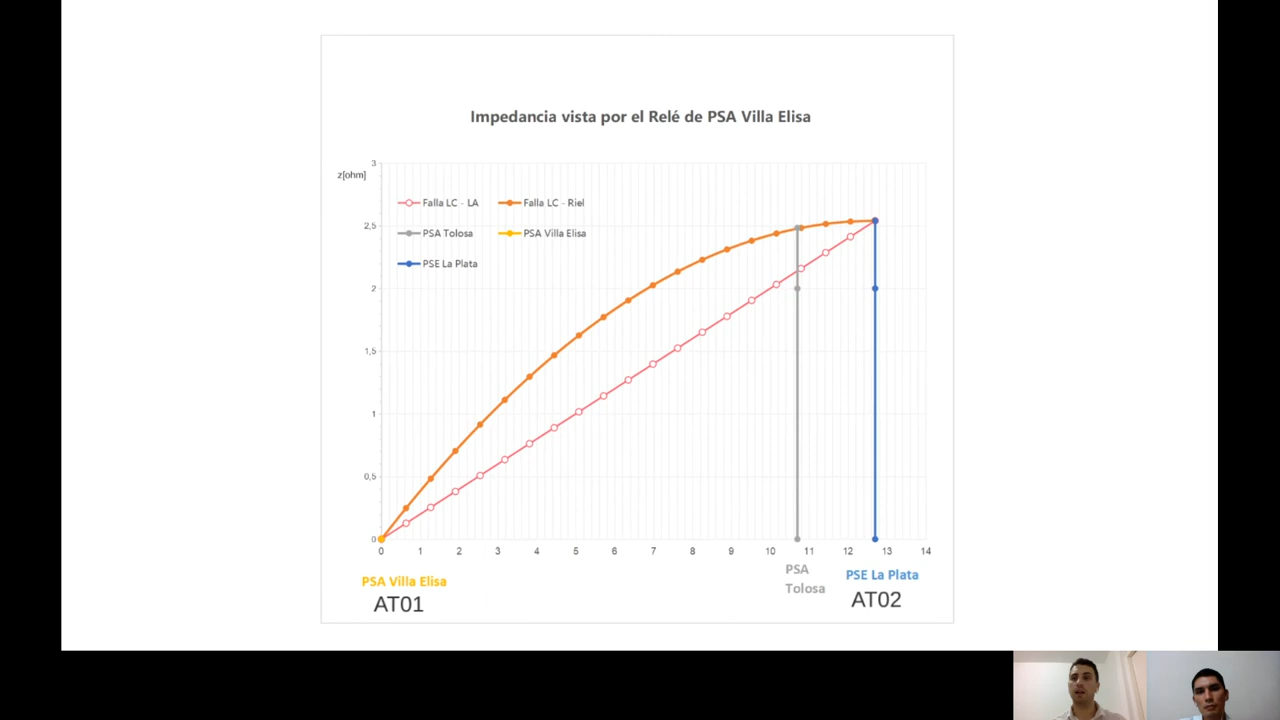 Impedancia vista por el Relé de PSA Villa Elisa
z[ohm]
3
2,5
2
1,5
1
0,5
0
Falla LC - LA
Falla LC - Riel
PSA Tolosa
PSA Villa Elisa
PSE La Plata
0 1 2 3 4 5 6 7 8 9 10 11 12 13 14
PSA Villa Elisa
AT01
PSA
Tolosa
PSE La Plata
AT02